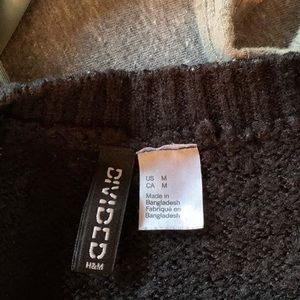 DIVIDED
H&M
US M
CA M
Made in
Bangladesh
Fabriqué en
Bangladesh